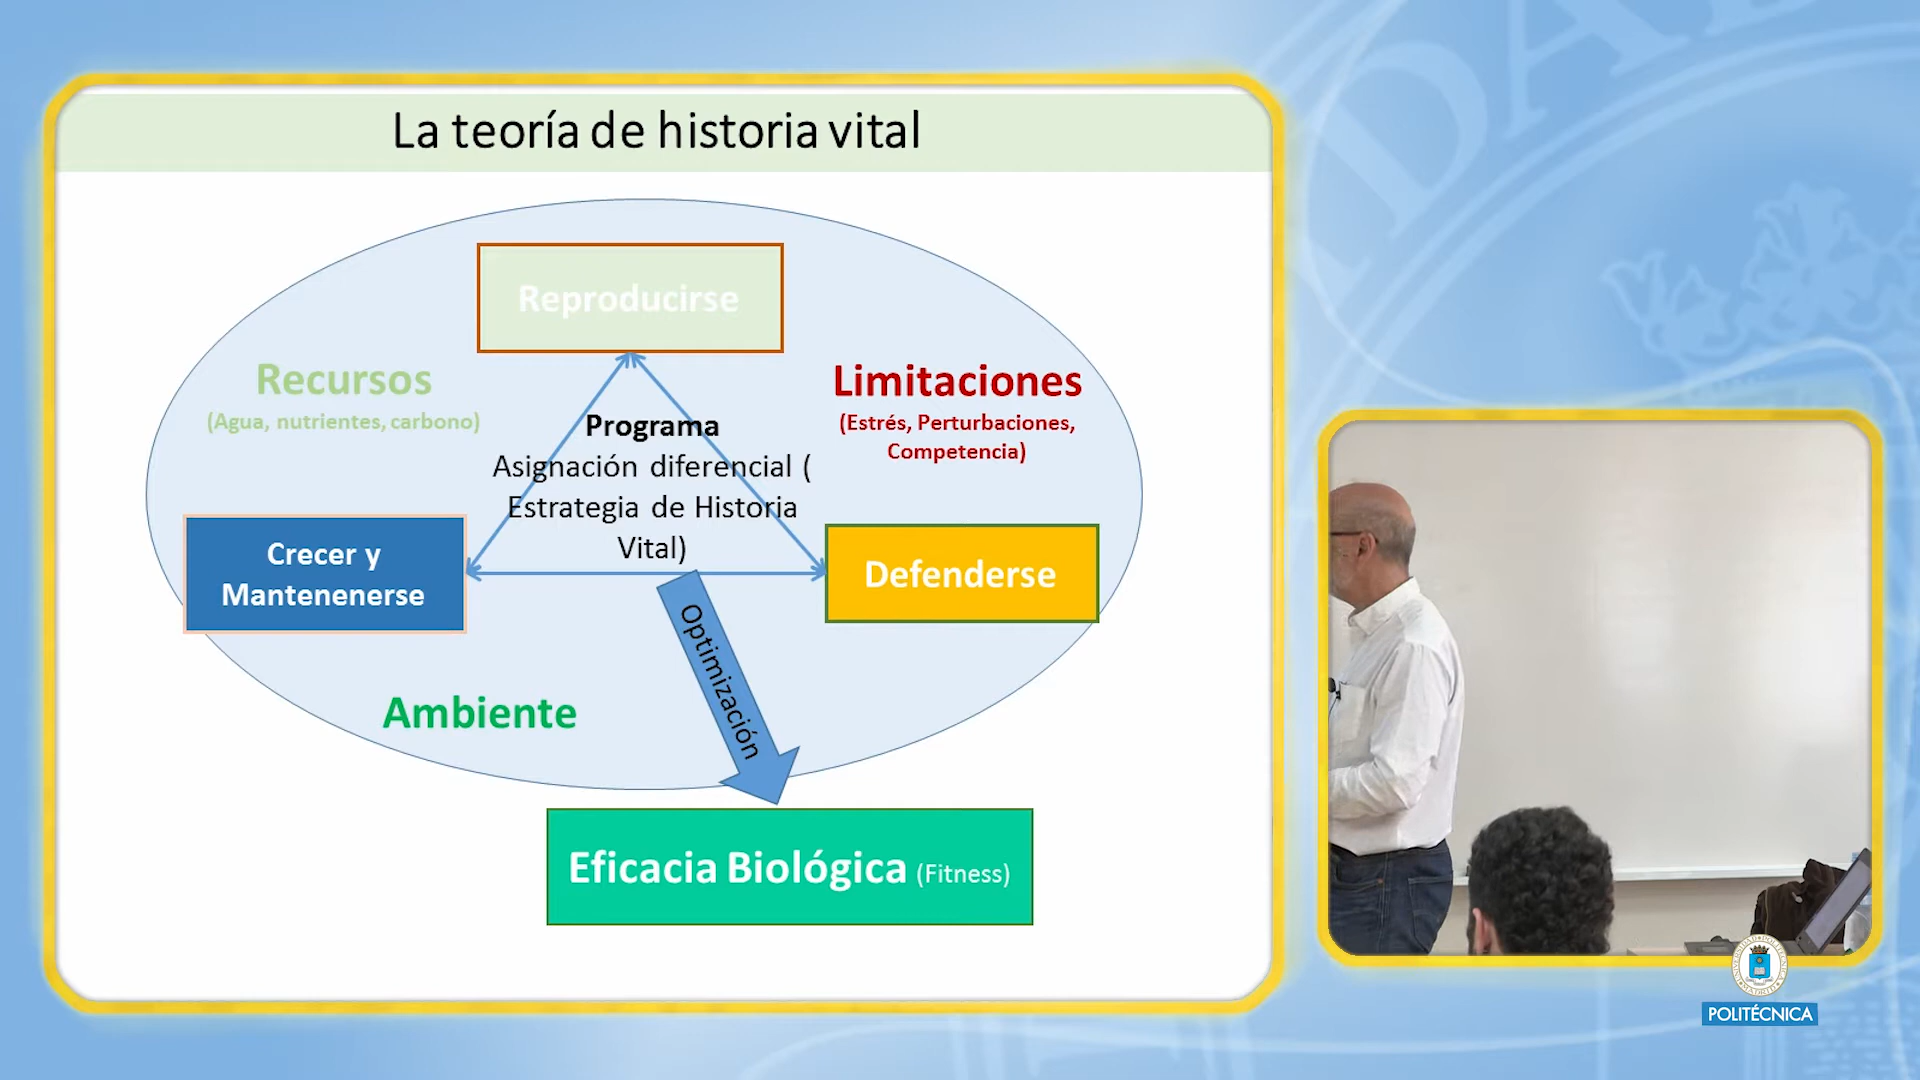 La teoría de historia vital
Reproducirse
Recursos
(Agua, nutrientes, carbono)
Limitaciones
(Estrés, Perturbaciones,
Competencia)
Programa
Asignación diferencial (
Estrategia de Historia
Vital)
Crecer y
Mantenenerse
Defenderse
Optimización
Ambiente
Eficacia Biológica (Fitness)
POLITÉCNICA